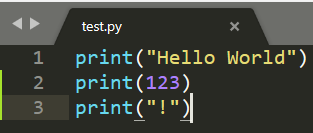 test.py
1 print("Hello World")
2 print(123)
3 print("!")